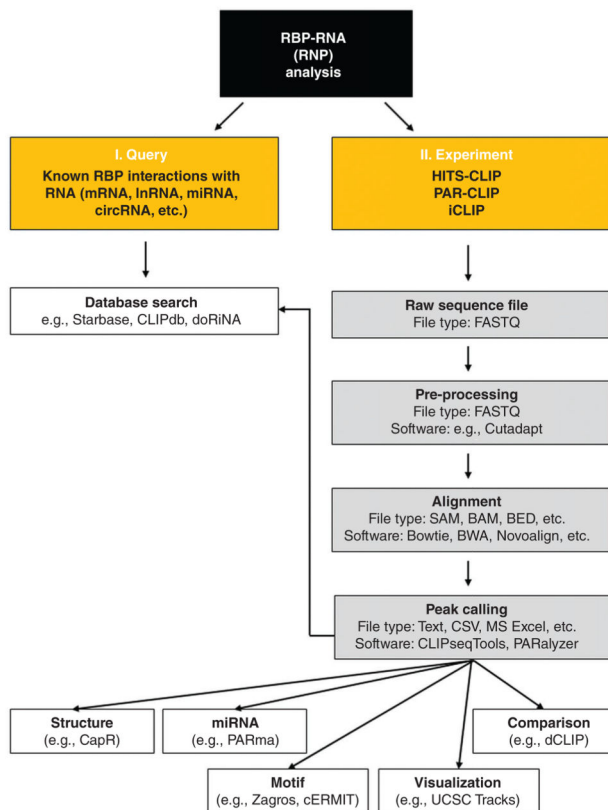 RBP-RNA
(RNP)
analysis
I. Query
Known RBP interactions with
RNA (mRNA, lnRNA, miRNA,
circRNA, etc.)
II. Experiment
HITS-CLIP
PAR-CLIP
iCLIP
Database search
e.g., Starbase, CLIPdb, doRiNA
Raw sequence file
File type: FASTQ
Pre-processing
File type: FASTQ
Software: e.g., Cutadapt
Alignment
File type: SAM, BAM, BED, etc.
Software: Bowtie, BWA, Novoalign, etc.
Peak calling
File type: Text, CSV, MS Excel, etc.
Software: CLIPseqTools, PARalyzer
Structure
(e.g., CapR)
miRNA
(e.g., PARma)
Comparison
(e.g., dCLIP)
Motif
(e.g., Zagros, cERMIT)
Visualization
(e.g., UCSC Tracks)